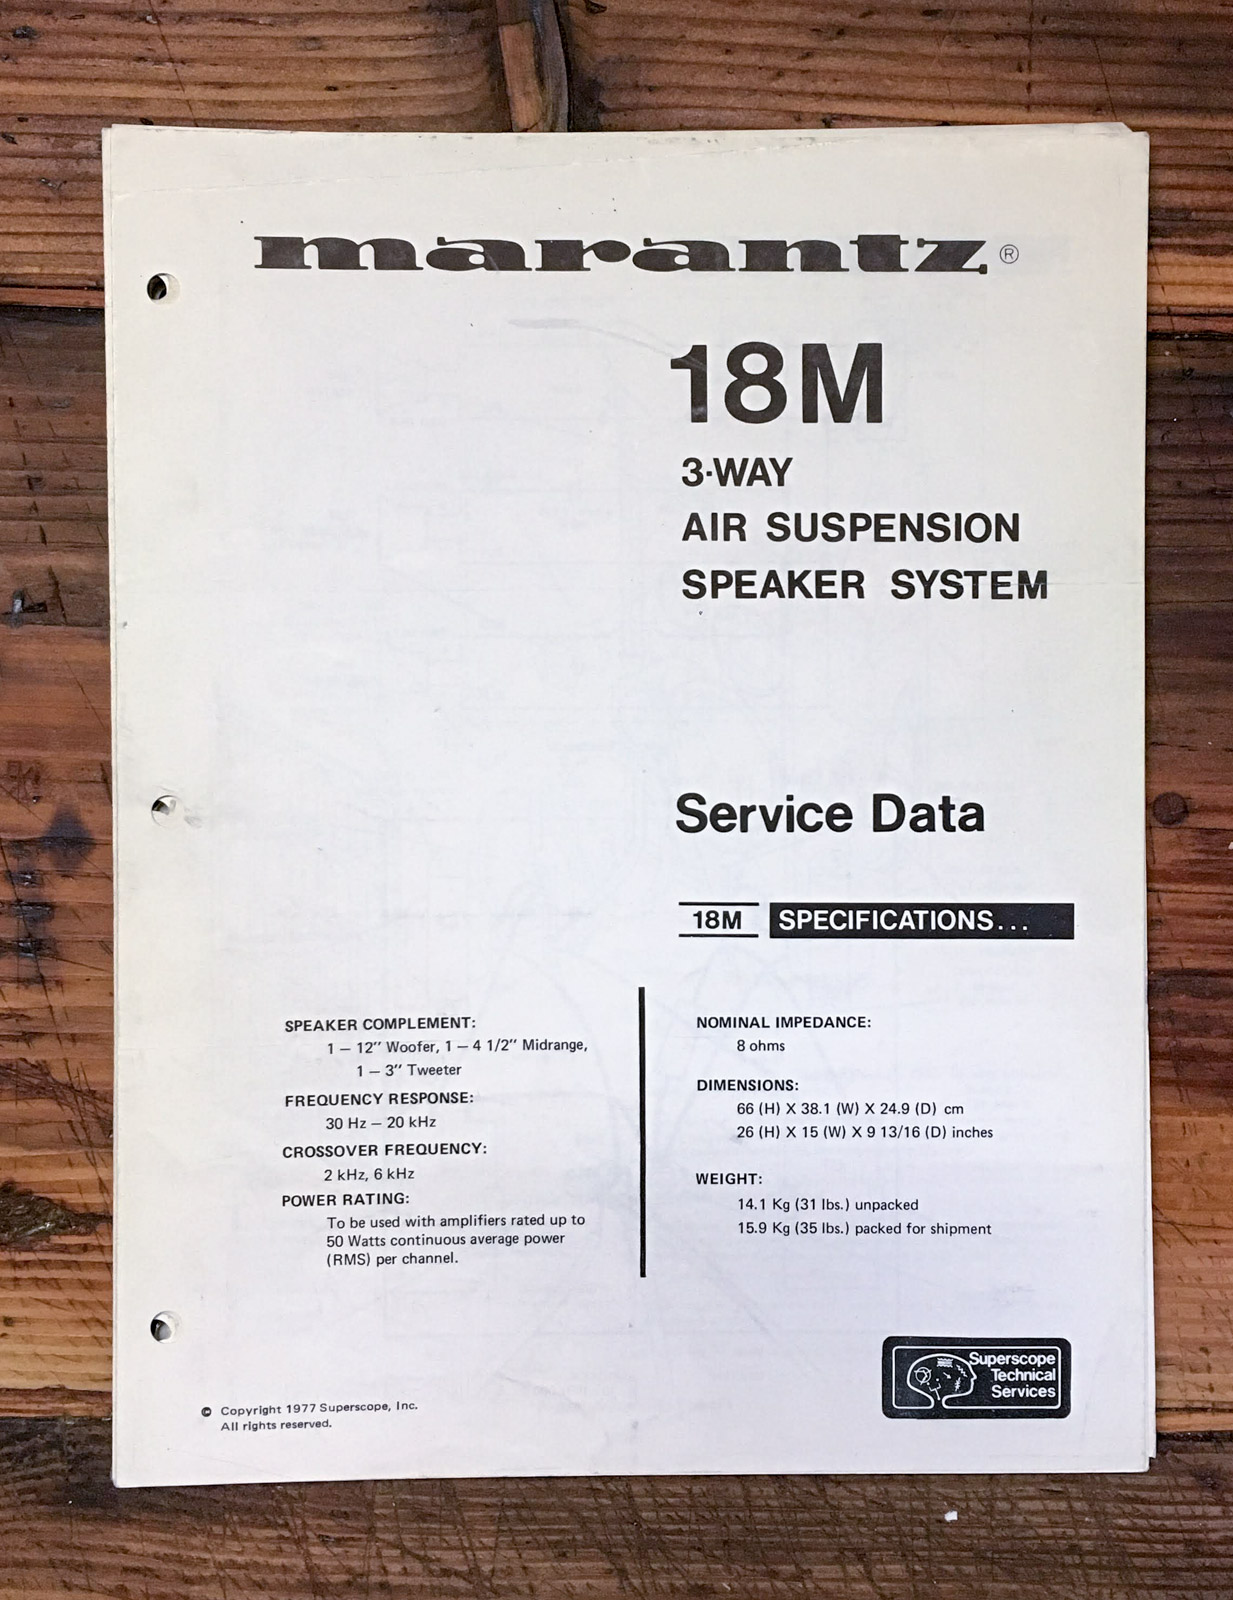 marantz ®
18M
3-WAY
AIR SUSPENSION
SPEAKER SYSTEM
Service Data
18M SPECIFICATIONS...
SPEAKER COMPLEMENT:
1 – 12" Woofer, 1 – 4 1/2" Midrange,
1 – 3" Tweeter
FREQUENCY RESPONSE:
30 Hz – 20 kHz
CROSSOVER FREQUENCY:
2 kHz, 6 kHz
POWER RATING:
To be used with amplifiers rated up to
50 Watts continuous average power
(RMS) per channel.
NOMINAL IMPEDANCE:
8 ohms
DIMENSIONS:
66 (H) X 38.1 (W) X 24.9 (D) cm
26 (H) X 15 (W) X 9 13/16 (D) inches
WEIGHT:
14.1 Kg (31 lbs.) unpacked
15.9 Kg (35 lbs.) packed for shipment
Superscope
Technical
Services
© Copyright 1977 Superscope, Inc.
All rights reserved.